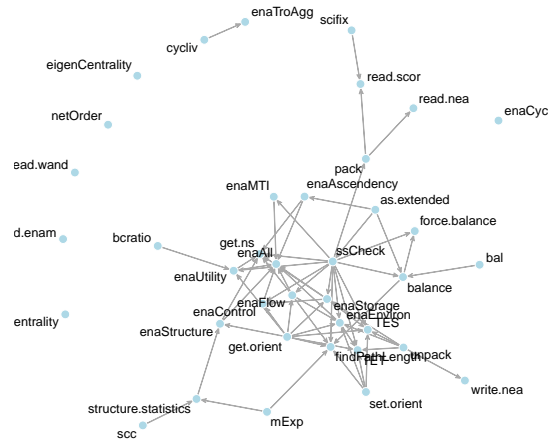 enaTroAgg
scifix
cycliv
eigenCentrality
read.scor
read.nea
enaCyc
netOrder
pack
ead.wand
enaMTI
enaAscendency
as.extended
force.balance
d.enam
bcratio
get.ns
enaAll
ssCheck
bal
enaUtility
balance
enaControl
enaFlow
enaStorage
entrality
enaStructure
enaEnviron
TES
get.orient
findPathLength
TET
unpack
write.nea
set.orient
structure.statistics
mExp
scc